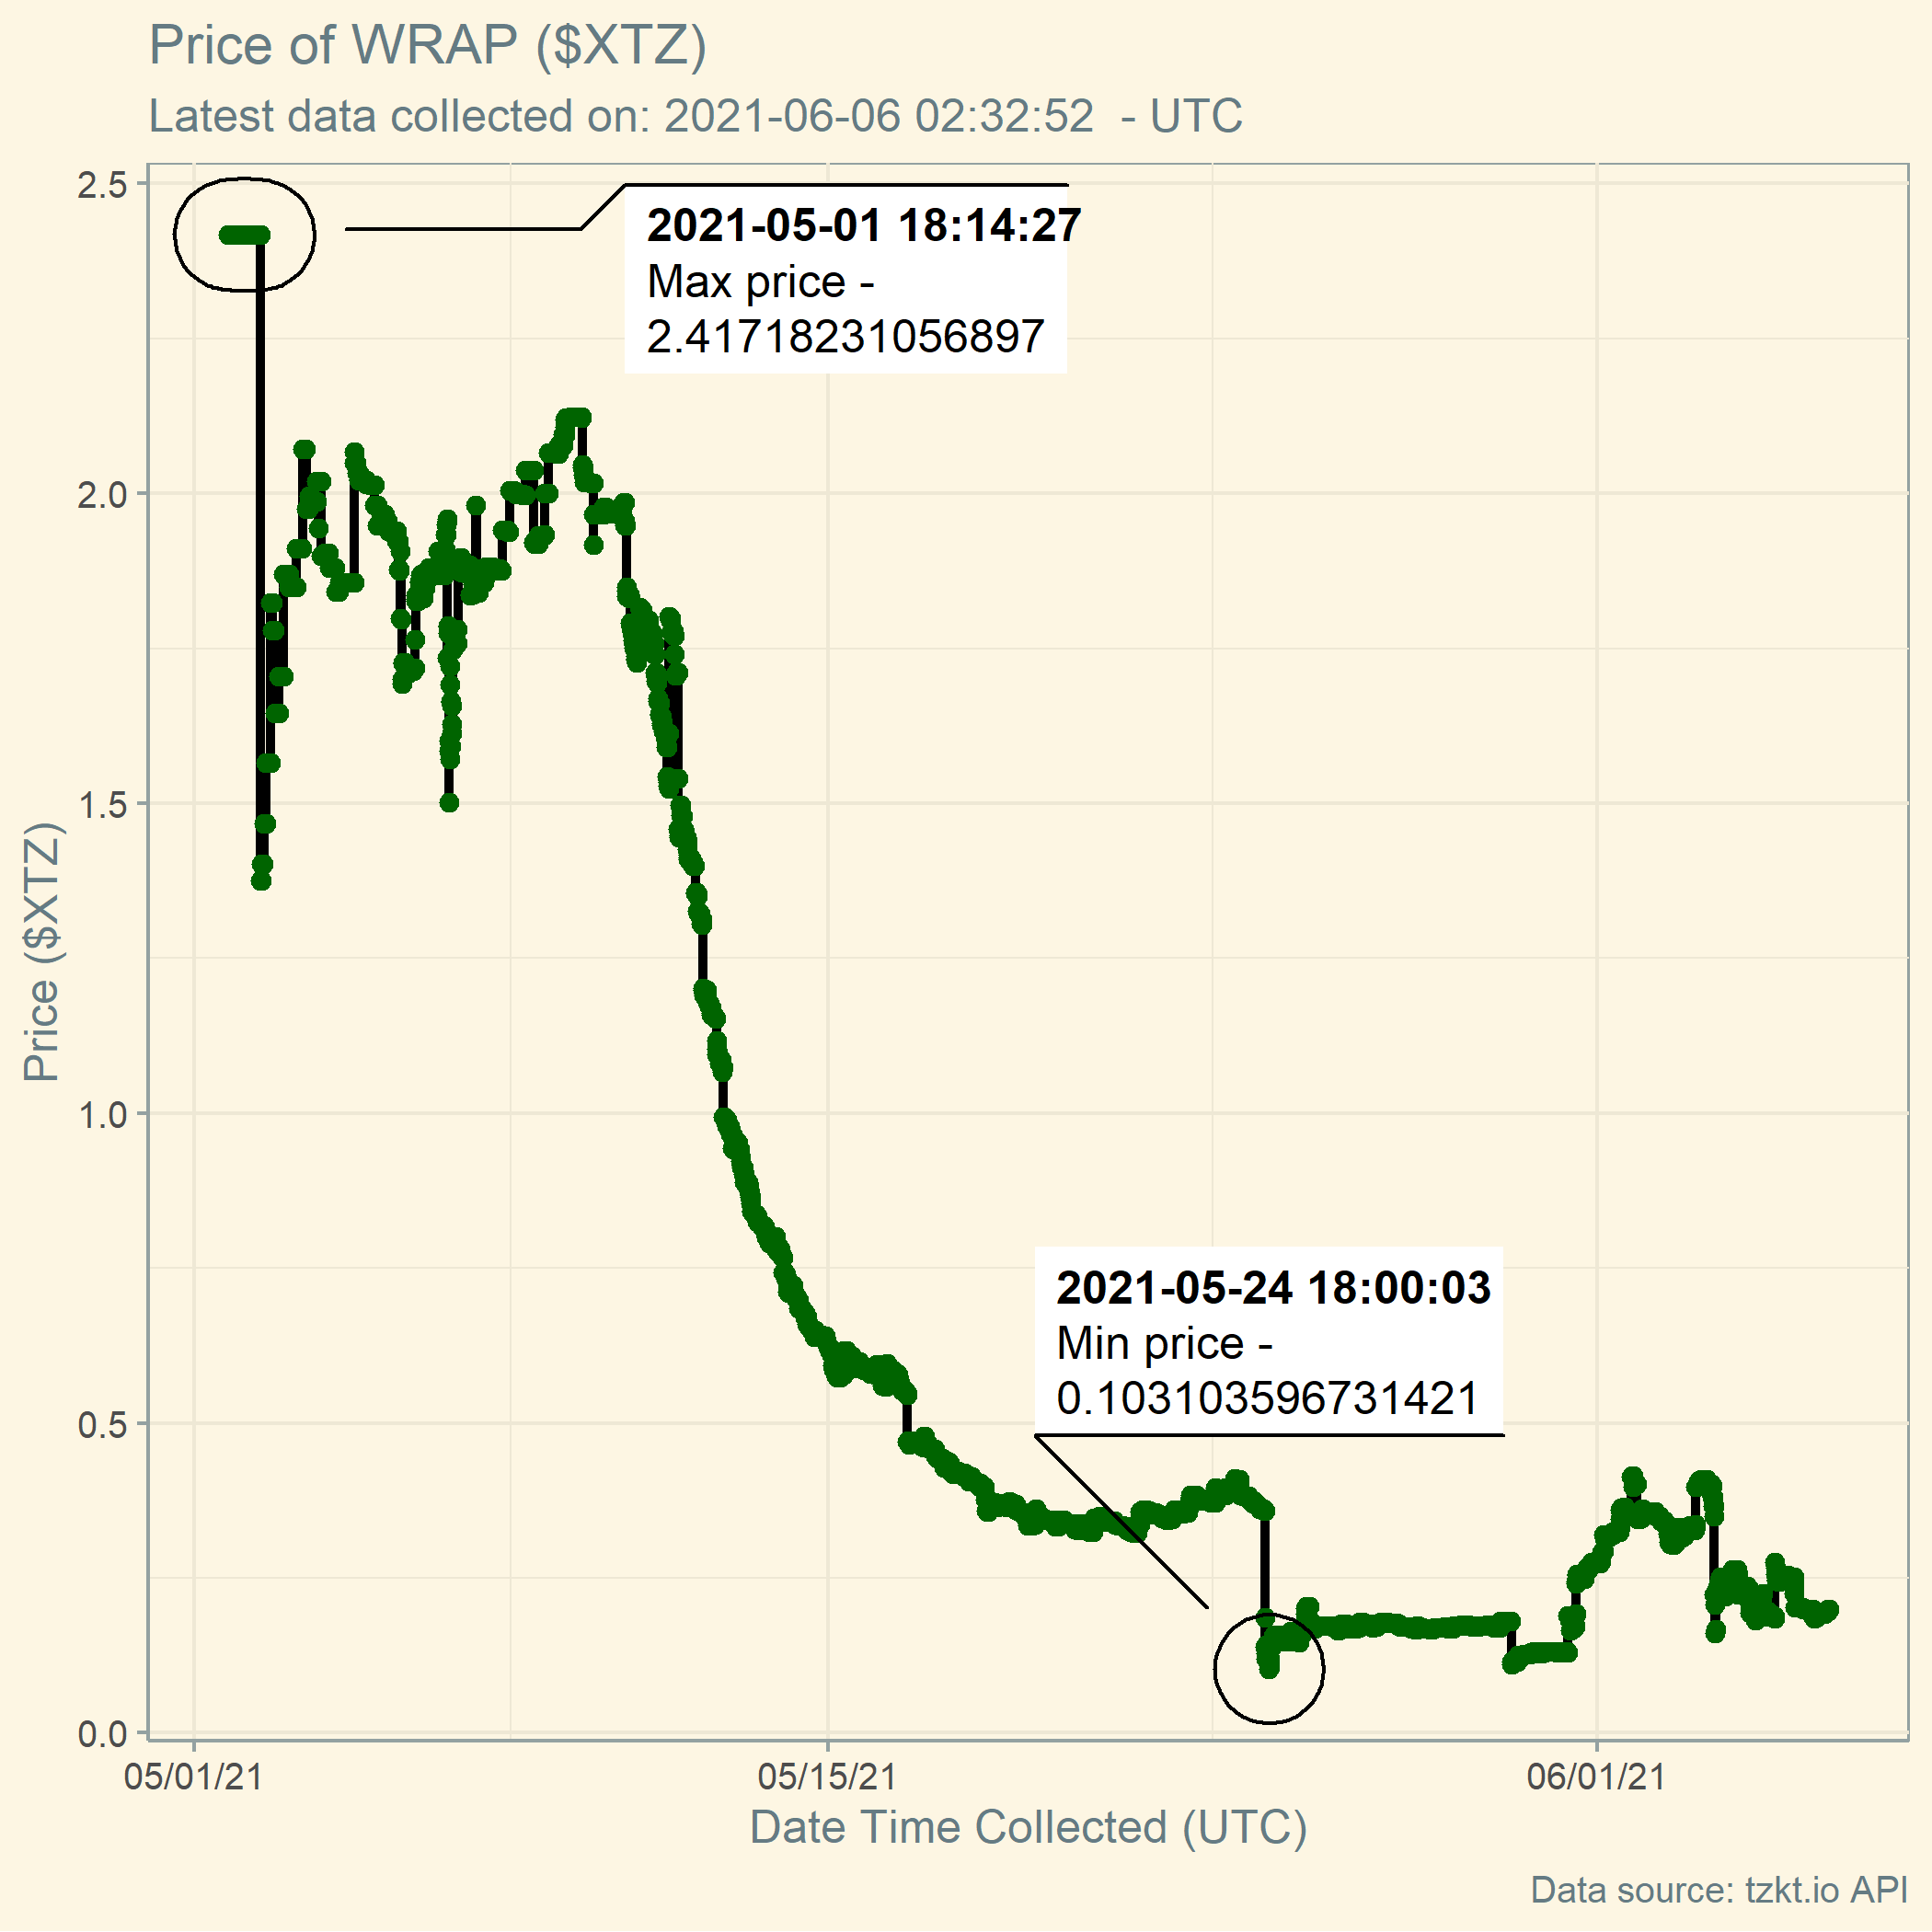 Price of WRAP ($XTZ)
Latest data collected on: 2021-06-06 02:32:52  - UTC
2.5
2.0
1.5
1.0
0.5
0.0
Price ($XTZ)
2021-05-01 18:14:27
Max price -
2.41718231056897
2021-05-24 18:00:03
Min price -
0.103103596731421
05/01/21
05/15/21
06/01/21
Date Time Collected (UTC)
Data source: tzkt.io API